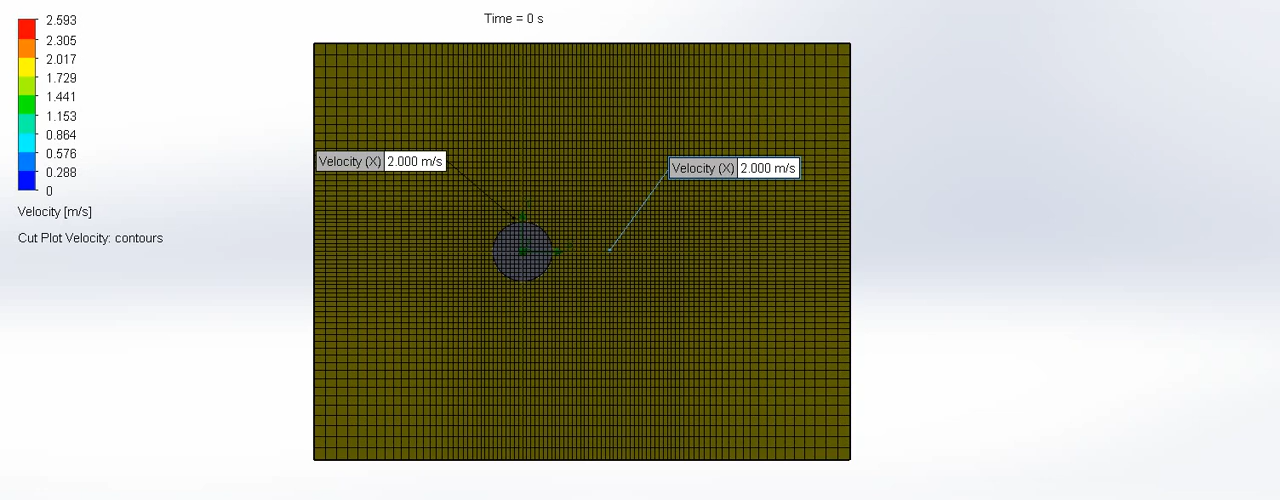 Time = 0 s
2.593
2.305
2.017
1.729
1.441
1.153
0.864
0.576
0.288
0
Velocity [m/s]
Cut Plot Velocity: contours
Velocity (X) 2.000 m/s
Velocity (X) 2.000 m/s